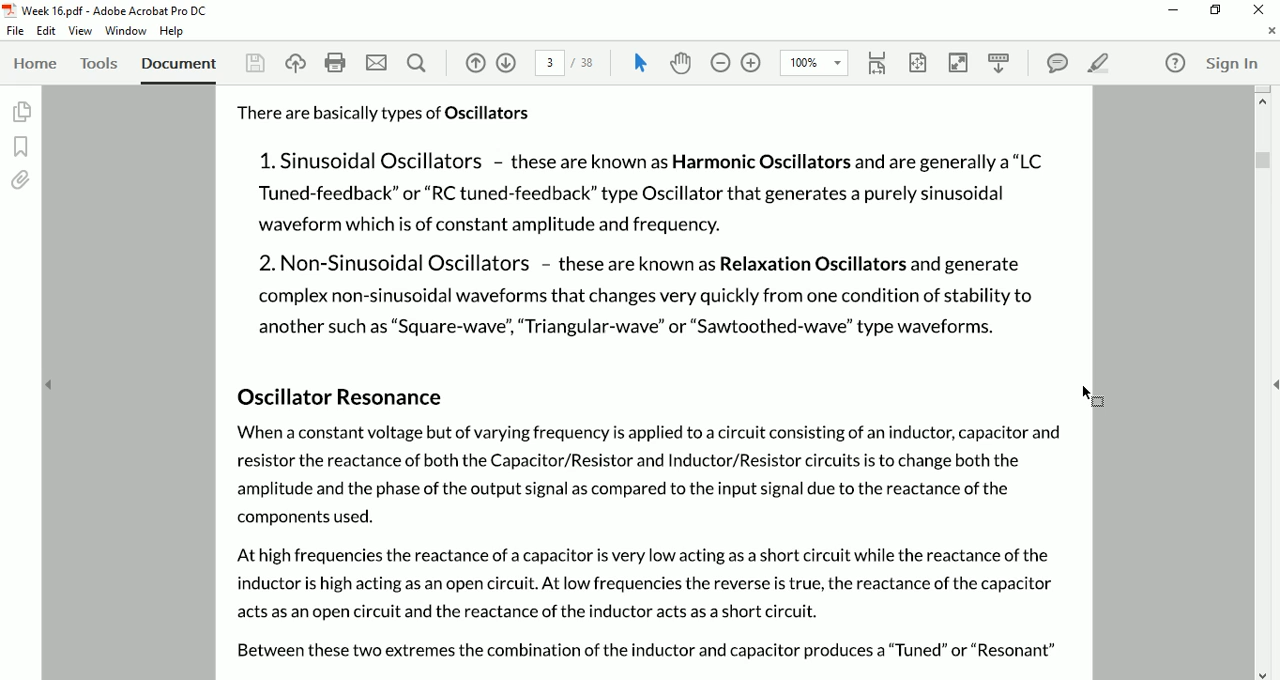 Week 16.pdf - Adobe Acrobat Pro DC
File Edit View Window Help
Home Tools Document 3 / 38 100% Sign In
There are basically types of Oscillators
1. Sinusoidal Oscillators – these are known as Harmonic Oscillators and are generally a “LC
Tuned-feedback” or “RC tuned-feedback” type Oscillator that generates a purely sinusoidal
waveform which is of constant amplitude and frequency.
2. Non-Sinusoidal Oscillators – these are known as Relaxation Oscillators and generate
complex non-sinusoidal waveforms that changes very quickly from one condition of stability to
another such as “Square-wave”, “Triangular-wave” or “Sawtoothed-wave” type waveforms.
Oscillator Resonance
When a constant voltage but of varying frequency is applied to a circuit consisting of an inductor, capacitor and
resistor the reactance of both the Capacitor/Resistor and Inductor/Resistor circuits is to change both the
amplitude and the phase of the output signal as compared to the input signal due to the reactance of the
components used.
At high frequencies the reactance of a capacitor is very low acting as a short circuit while the reactance of the
inductor is high acting as an open circuit. At low frequencies the reverse is true, the reactance of the capacitor
acts as an open circuit and the reactance of the inductor acts as a short circuit.
Between these two extremes the combination of the inductor and capacitor produces a “Tuned” or “Resonant”